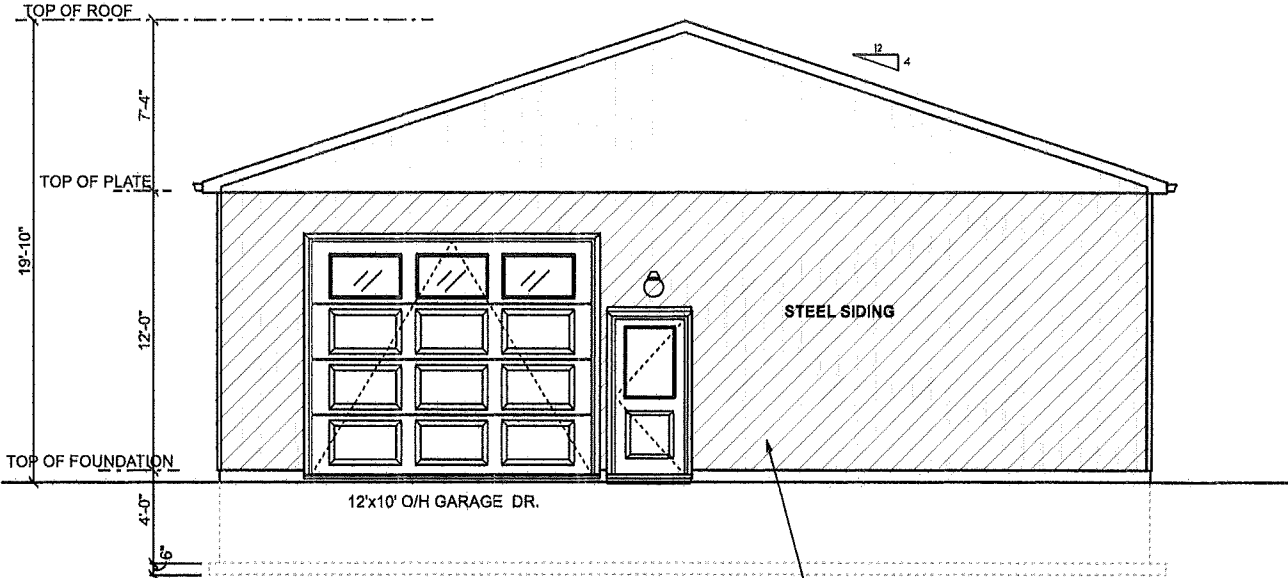 TOP OF ROOF
12
4
7'-4"
TOP OF PLATE
19'-10"
12'-0"
STEEL SIDING
TOP OF FOUNDATION
12'x10' O/H GARAGE DR.
4'-0"
6"